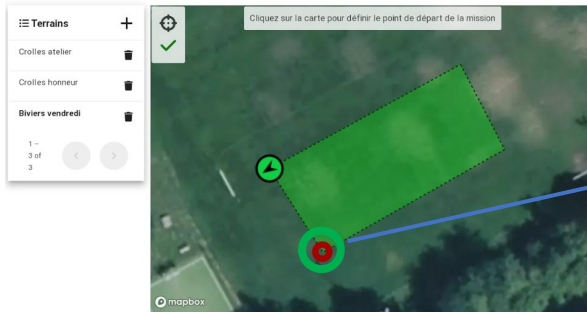 Terrains
Crolles atelier
Crolles honneur
Biviers vendredi
1 –
3 of
3
Cliquez sur la carte pour définir le point de départ de la mission
mapbox